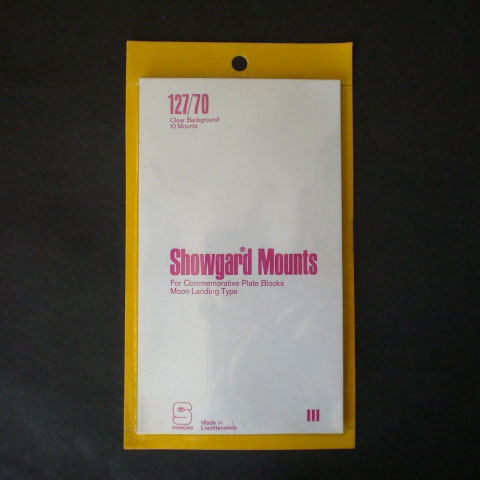 127/70
Clear Background
10 Mounts
Showgard® Mounts
For Commemorative Plate Blocks
Moon Landing Type
Made in
Liechtenstein
III